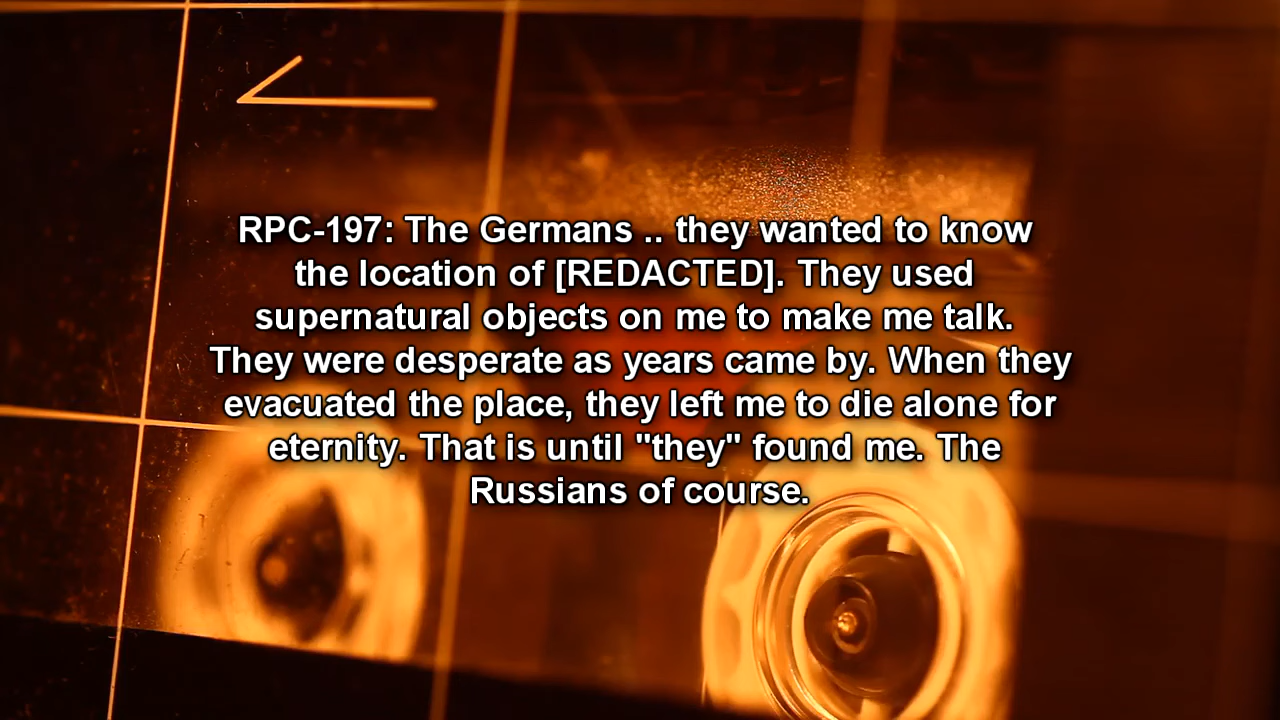 RPC-197: The Germans .. they wanted to know
the location of [REDACTED]. They used
supernatural objects on me to make me talk.
They were desperate as years came by. When they
evacuated the place, they left me to die alone for
eternity. That is until "they" found me. The
Russians of course.